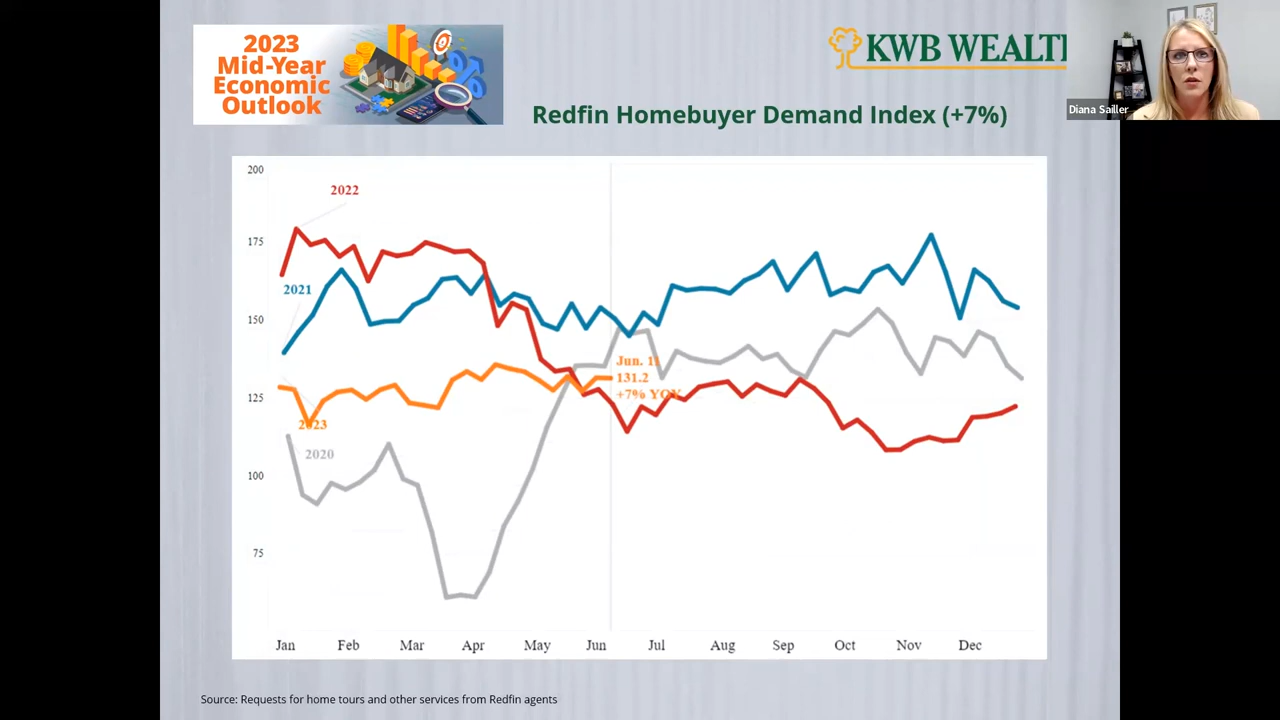 2023
Mid-Year
Economic
Outlook
KWB WEALT
Diana Sailler
Redfin Homebuyer Demand Index (+7%)
200
175
150
125
100
75
2022
2021
2023
2020
Jun. 11
131.2
+7% YOY
Jan Feb Mar Apr May Jun Jul Aug Sep Oct Nov Dec
Source: Requests for home tours and other services from Redfin agents